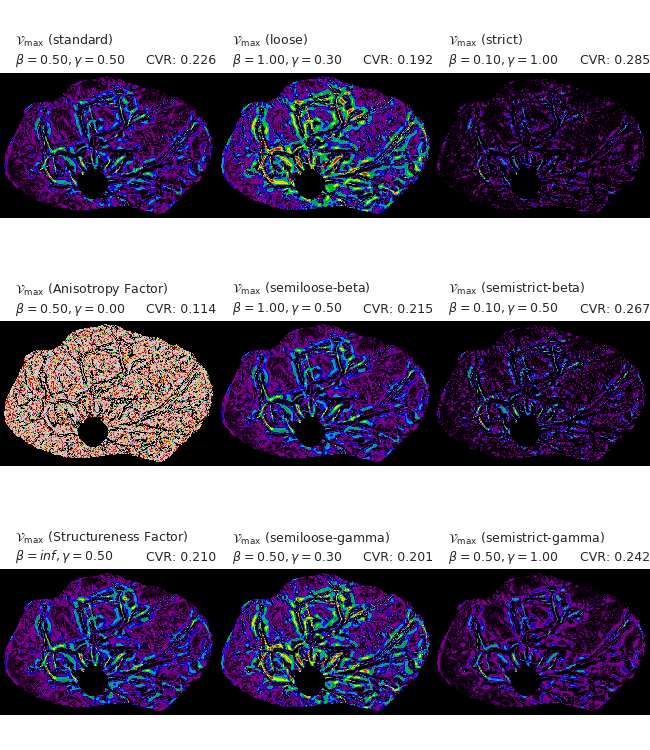 𝒱max (standard)
β = 0.50, γ = 0.50 CVR: 0.226
𝒱max (loose)
β = 1.00, γ = 0.30 CVR: 0.192
𝒱max (strict)
β = 0.10, γ = 1.00 CVR: 0.285
𝒱max (Anisotropy Factor)
β = 0.50, γ = 0.00 CVR: 0.114
𝒱max (semiloose-beta)
β = 1.00, γ = 0.50 CVR: 0.215
𝒱max (semistrict-beta)
β = 0.10, γ = 0.50 CVR: 0.267
𝒱max (Structureness Factor)
β = inf, γ = 0.50 CVR: 0.210
𝒱max (semiloose-gamma)
β = 0.50, γ = 0.30 CVR: 0.201
𝒱max (semistrict-gamma)
β = 0.50, γ = 1.00 CVR: 0.242